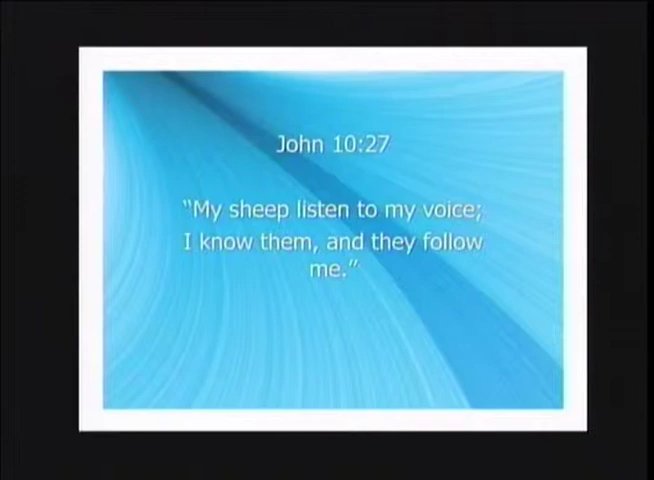 John 10:27
“My sheep listen to my voice;
I know them, and they follow
me.”